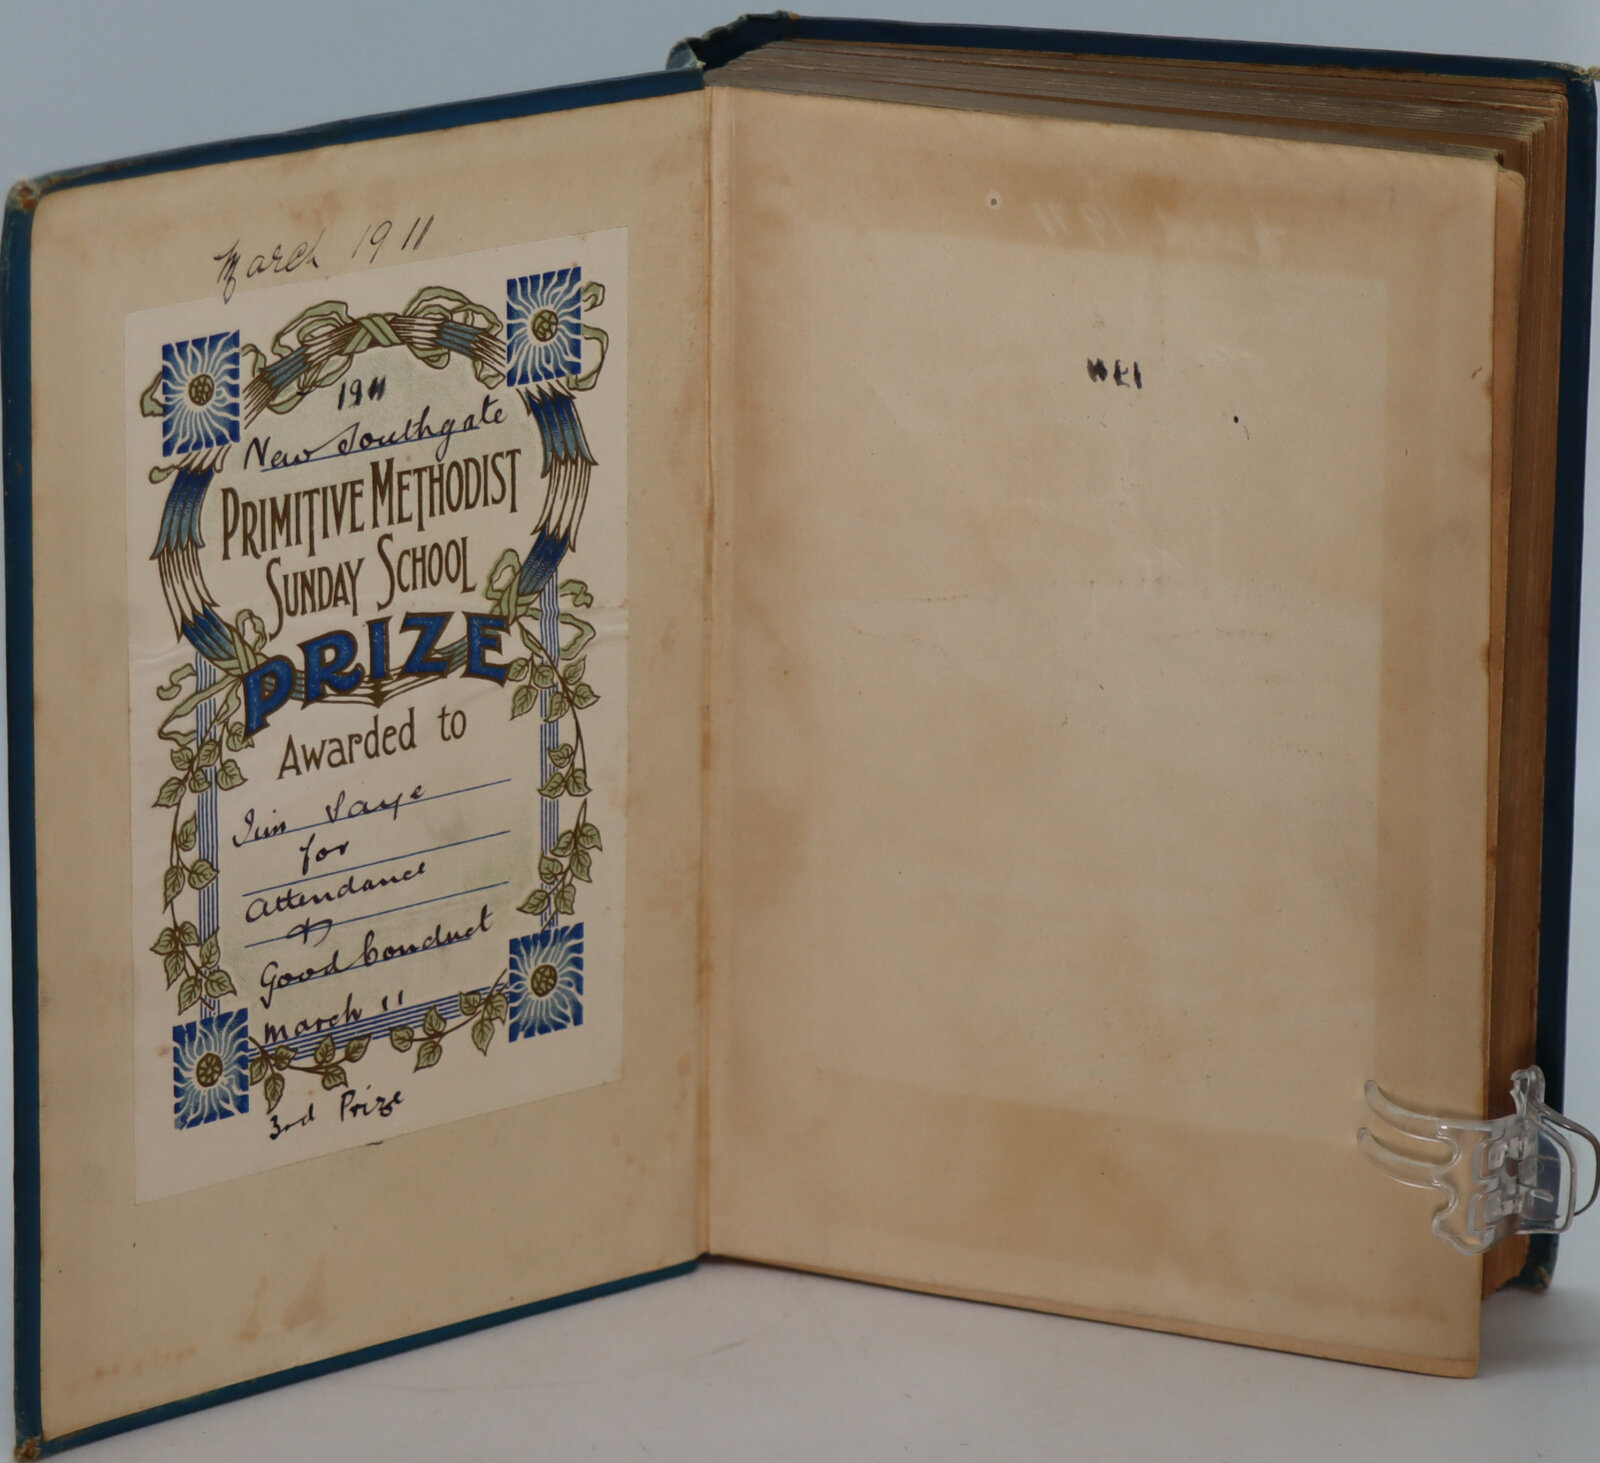 March 1911
1911
New Southgate
PRIMITIVE METHODIST
SUNDAY SCHOOL
PRIZE
Awarded to
Jim Saye
for
Attendance
&
Good Conduct
March 11
3rd Prize